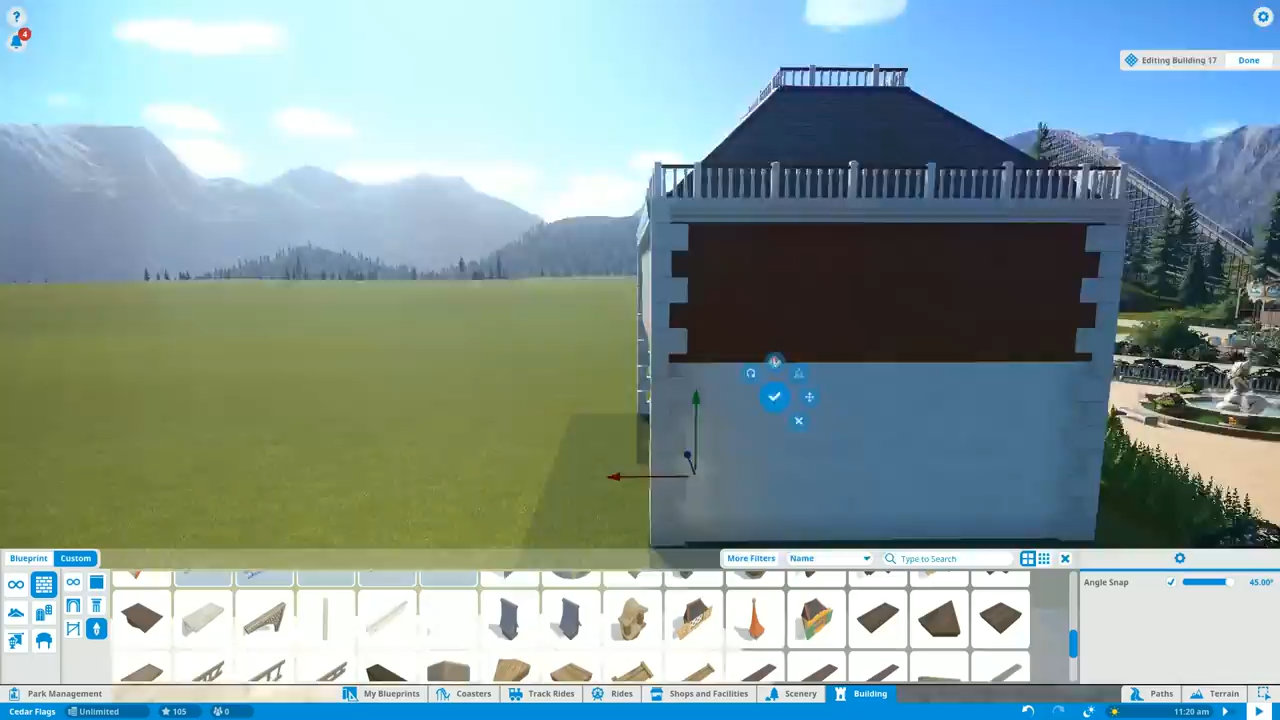 ?
4
Editing Building 17 Done
Blueprint Custom
More Filters Name Type to Search
Angle Snap 45.00°
Park Management My Blueprints Coasters Track Rides Rides Shops and Facilities Scenery Building Paths Terrain
Cedar Flags Unlimited 105 0 11:20 am